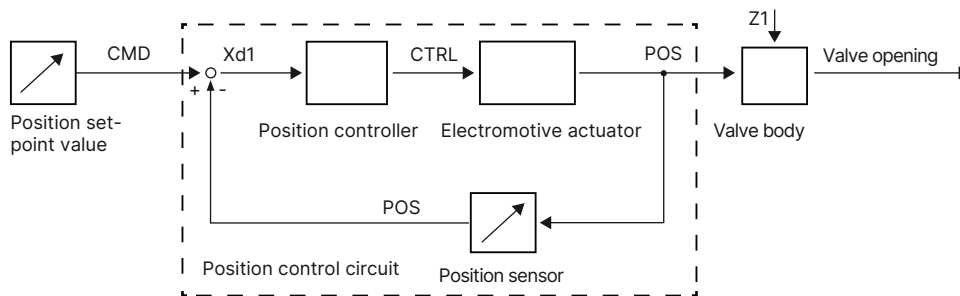 Z1
CMD
Xd1
CTRL
POS
Valve opening
+
-
Position set-
point value
Position controller
Electromotive actuator
Valve body
POS
Position control circuit
Position sensor